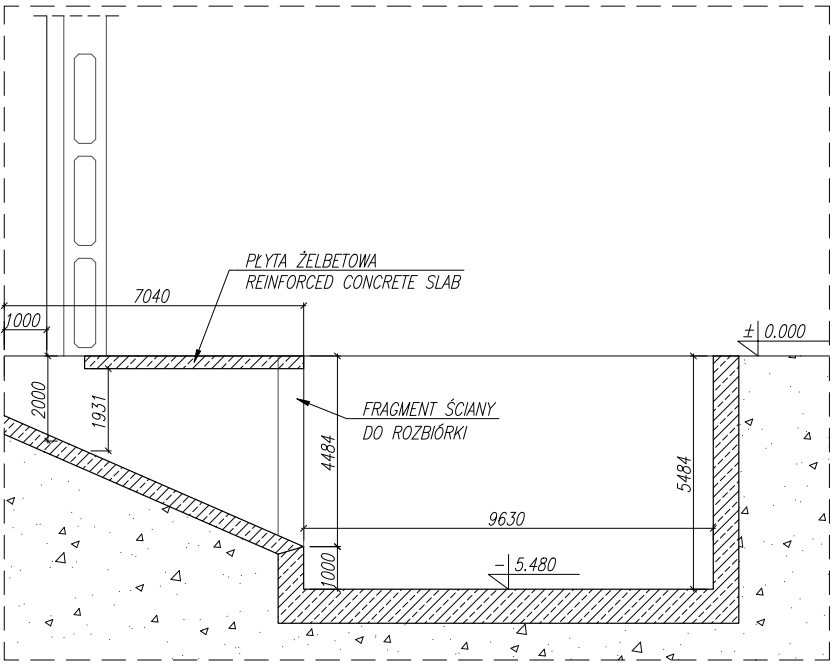 PŁYTA ŻELBETOWA
REINFORCED CONCRETE SLAB
7040
1000
± 0.000
2000
1931
FRAGMENT ŚCIANY
DO ROZBIÓRKI
4484
5484
9630
1000
- 5.480